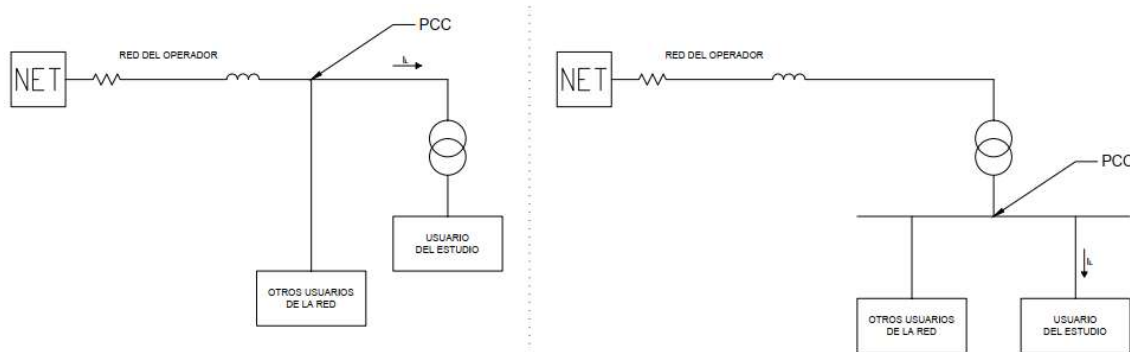 PCC
RED DEL OPERADOR
NET
IL
USUARIO
DEL ESTUDIO
OTROS USUARIOS
DE LA RED
RED DEL OPERADOR
NET
PCC
IL
OTROS USUARIOS
DE LA RED
USUARIO
DEL ESTUDIO